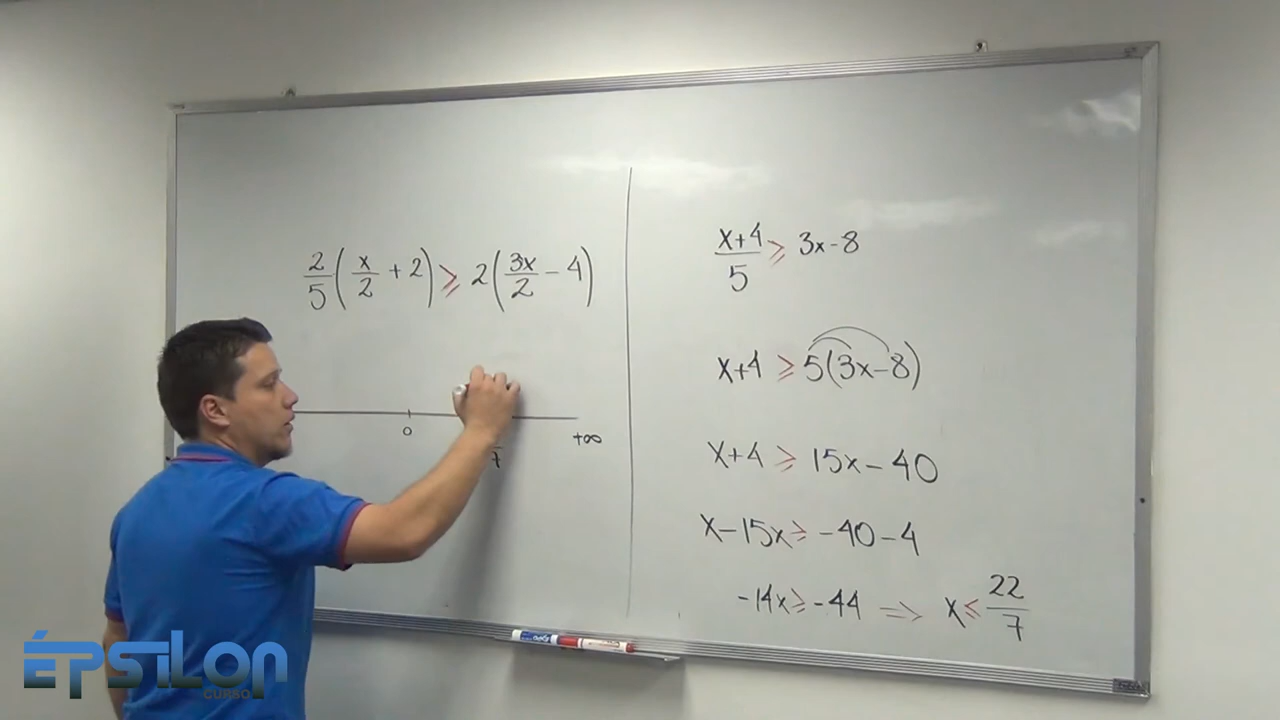 2/5 (x/2 + 2) ⩾ 2(3x/2 − 4)
0
7
+∞
x+4/5 ⩾ 3x−8
x+4 ⩾ 5(3x−8)
x+4 ⩾ 15x−40
x−15x ⩾ −40−4
−14x ⩾ −44 => x ⩽ 22/7
ÉPSILON
CURSO